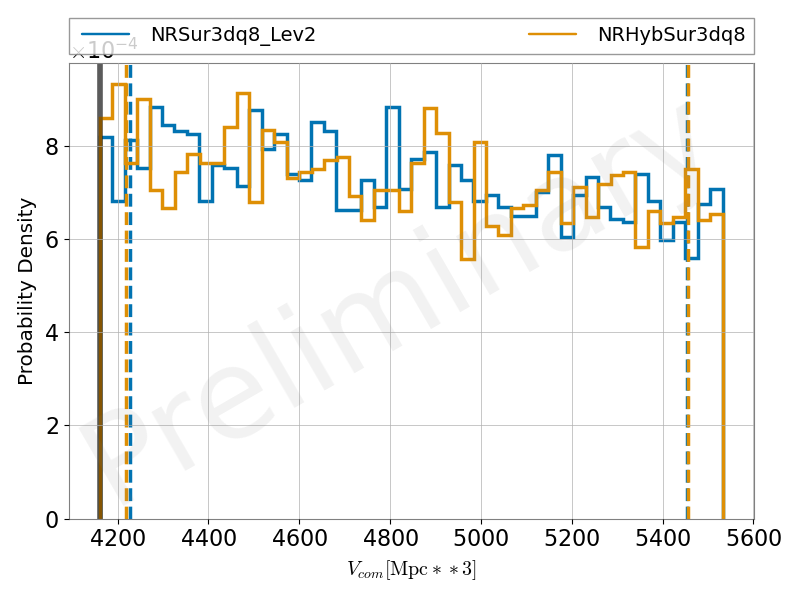 NRSur3dq8_Lev2 NRHybSur3dq8
×10⁻⁴
8
6
4
2
0
Probability Density
Preliminary
4200 4400 4600 4800 5000 5200 5400 5600
V_com[Mpc * *3]